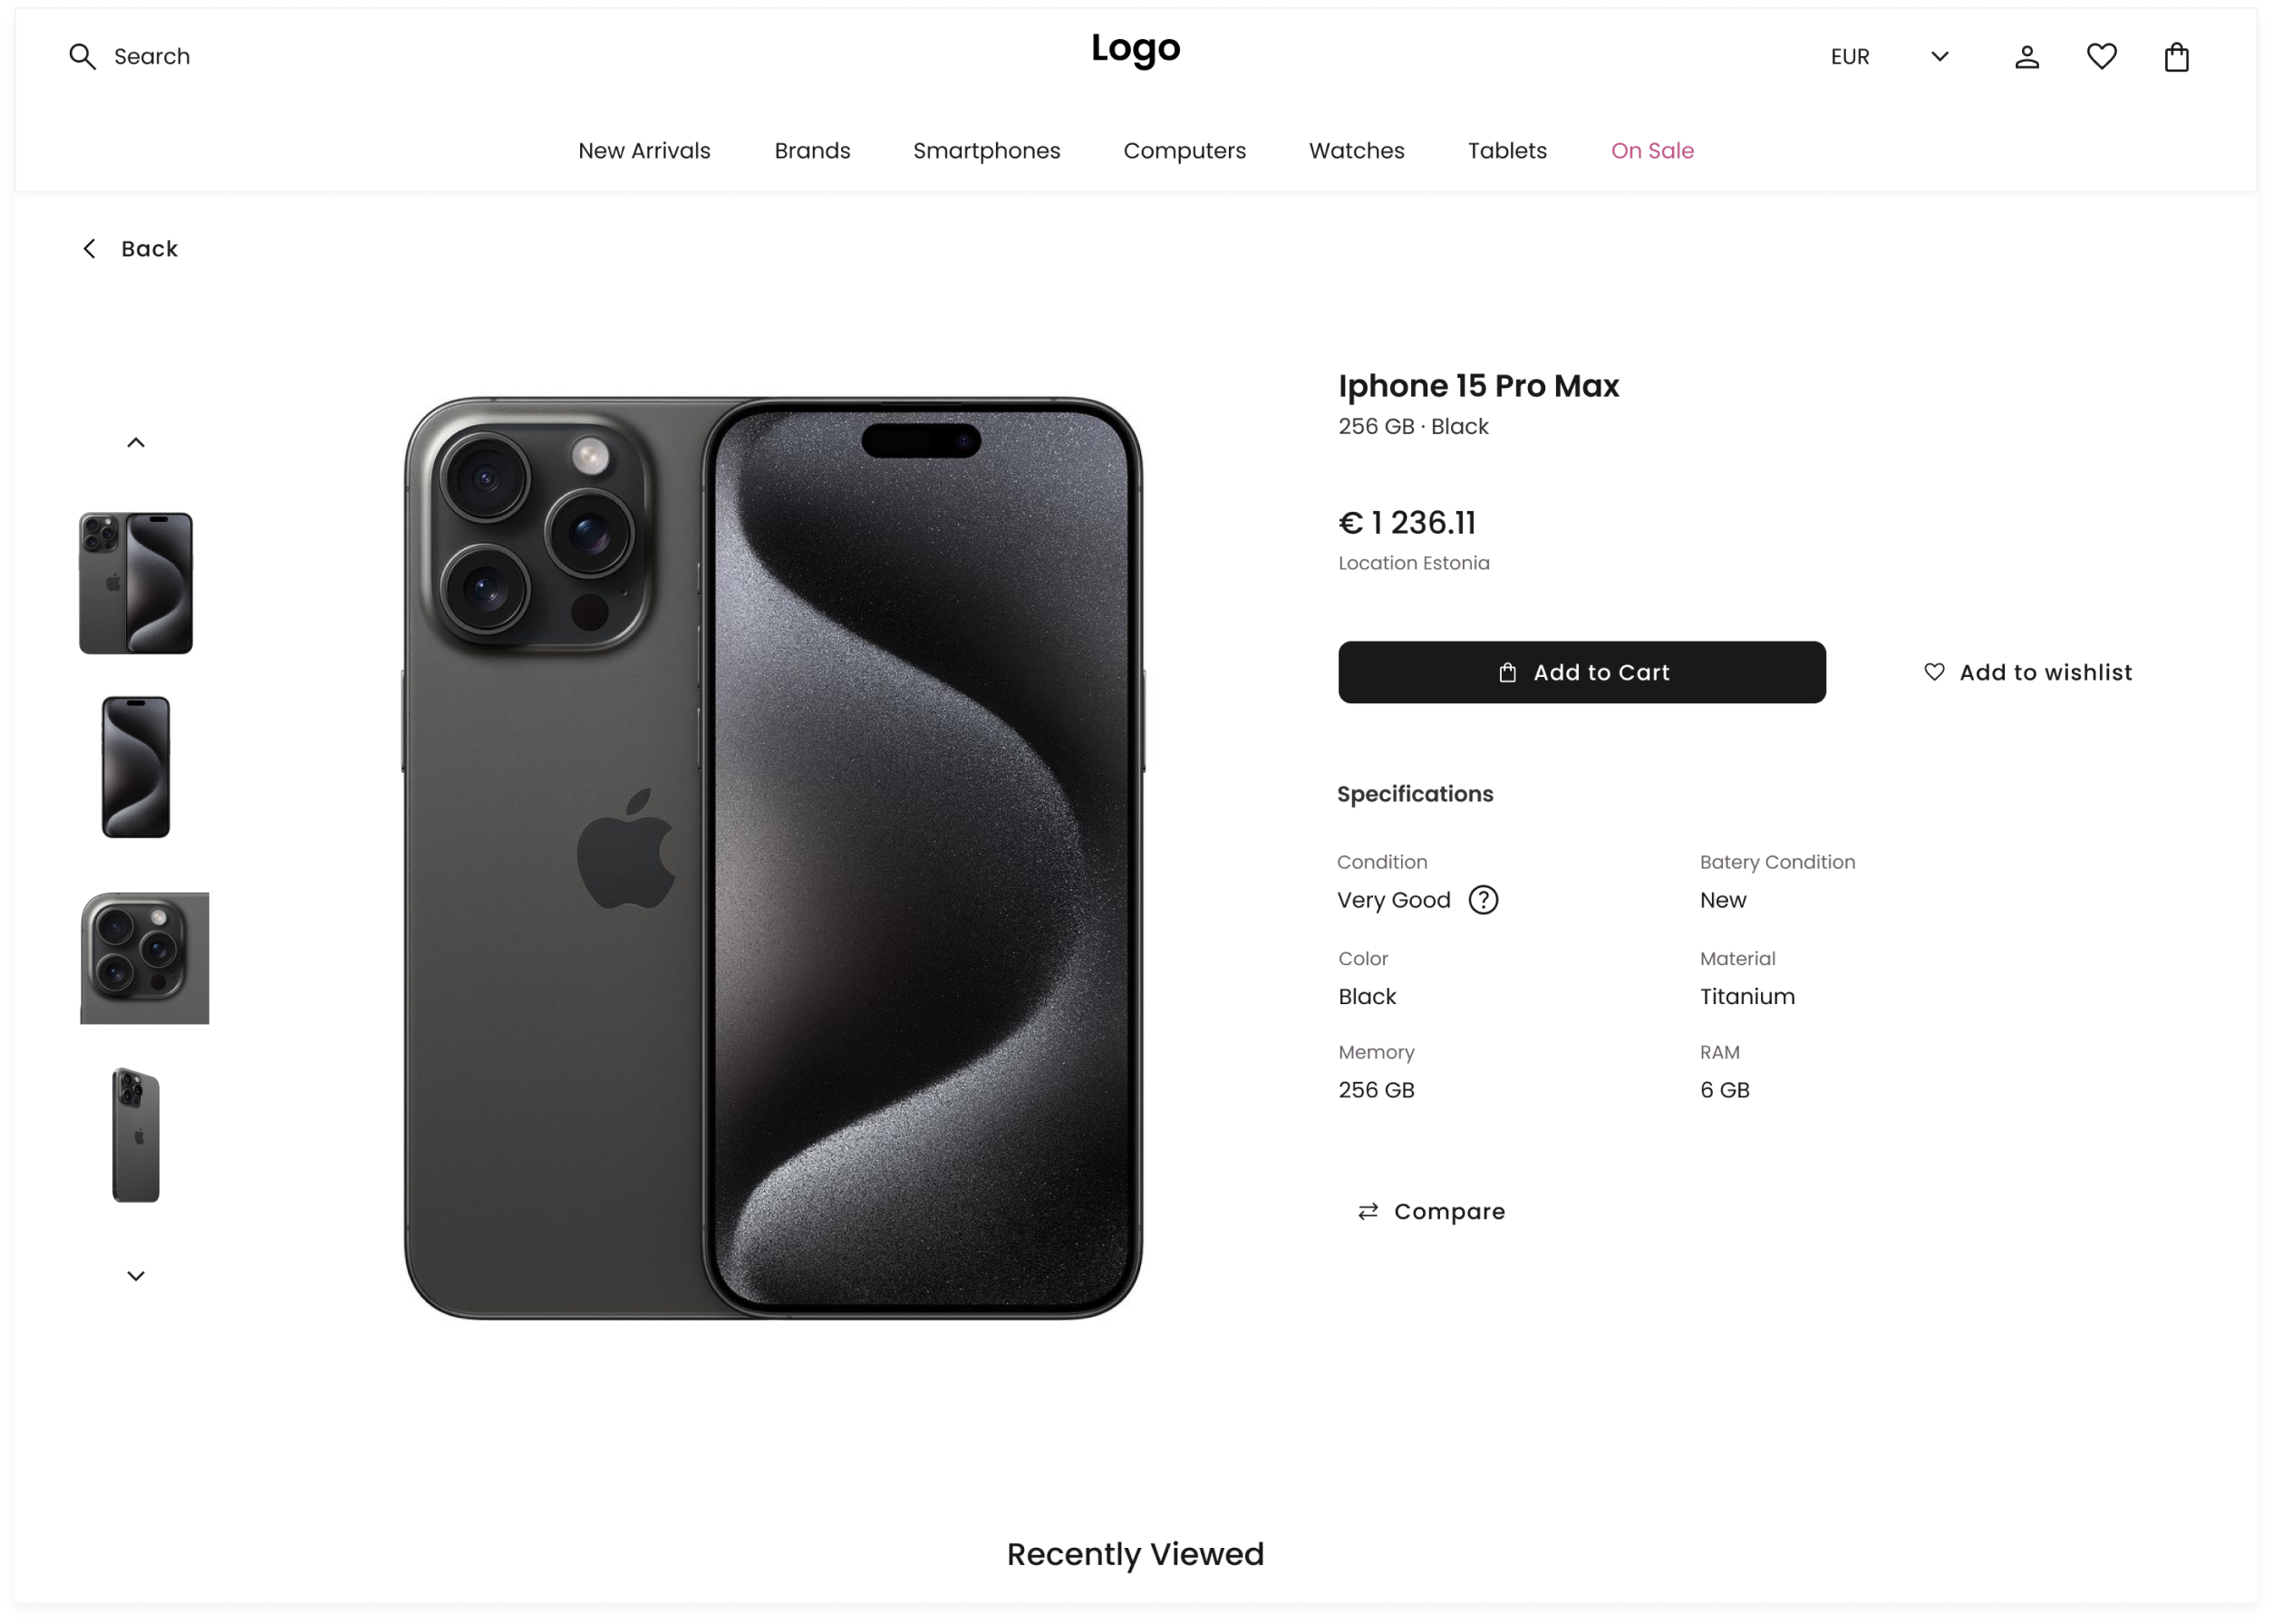 Search
Logo
EUR
New Arrivals Brands Smartphones Computers Watches Tablets On Sale
Back
Iphone 15 Pro Max
256 GB · Black
€ 1 236.11
Location Estonia
Add to Cart
Add to wishlist
Specifications
Condition
Very Good
Batery Condition
New
Color
Black
Material
Titanium
Memory
256 GB
RAM
6 GB
Compare
Recently Viewed